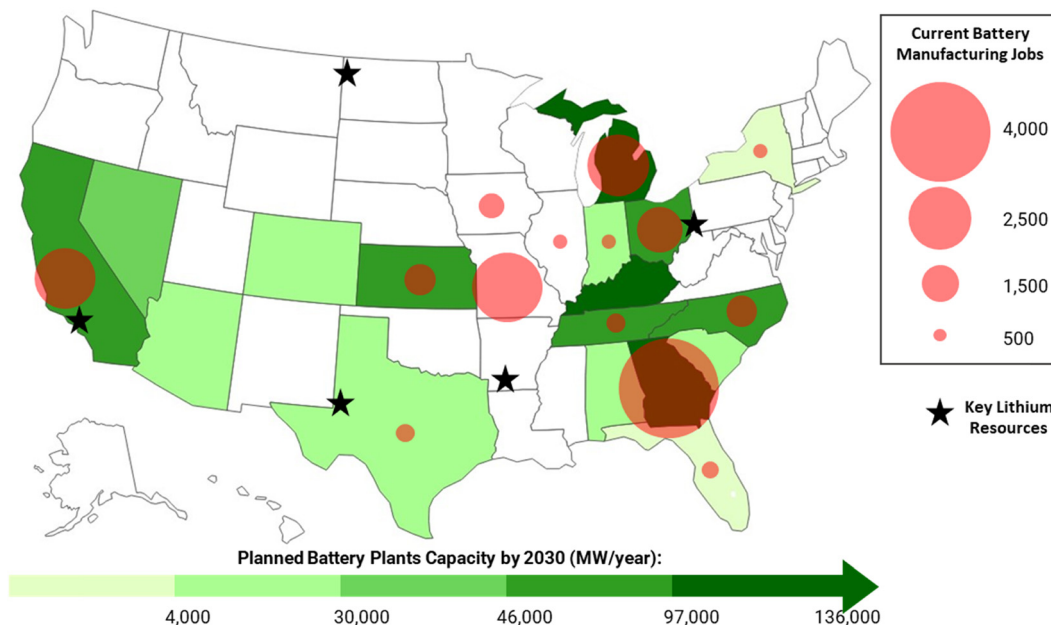 Current Battery
Manufacturing Jobs
4,000
2,500
1,500
500
Key Lithium
Resources
Planned Battery Plants Capacity by 2030 (MW/year):
4,000
30,000
46,000
97,000
136,000